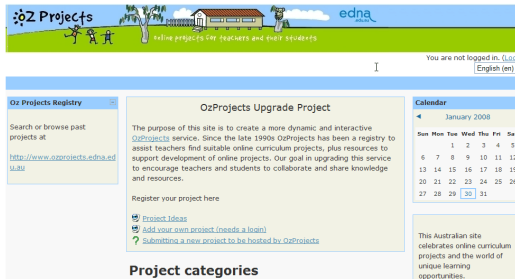 OZ Projects
edna
edu.au
online projects for teachers and their students
You are not logged in. (Log
English (en)
Oz Projects Registry
Search or browse past
projects at
http://www.ozprojects.edna.ed
u.au
OzProjects Upgrade Project
The purpose of this site is to create a more dynamic and interactive
OzProjects service. Since the late 1990s OzProjects has been a registry to
assist teachers find suitable online curriculum projects, plus resources to
support development of online projects. Our goal in upgrading this service
to encourage teachers and students to collaborate and share knowledge
and resources.
Register your project here
Project Ideas
Add your own project (needs a login)
? Submitting a new project to be hosted by OzProjects
Project categories
Calendar
◄ January 2008
Sun Mon Tue Wed Thu Fri Sa
1 2 3 4 5
6 7 8 9 10 11 12
13 14 15 16 17 18 19
20 21 22 23 24 25 26
27 28 29 30 31
This Australian site
celebrates online curriculum
projects and the world of
unique learning
opportunities.